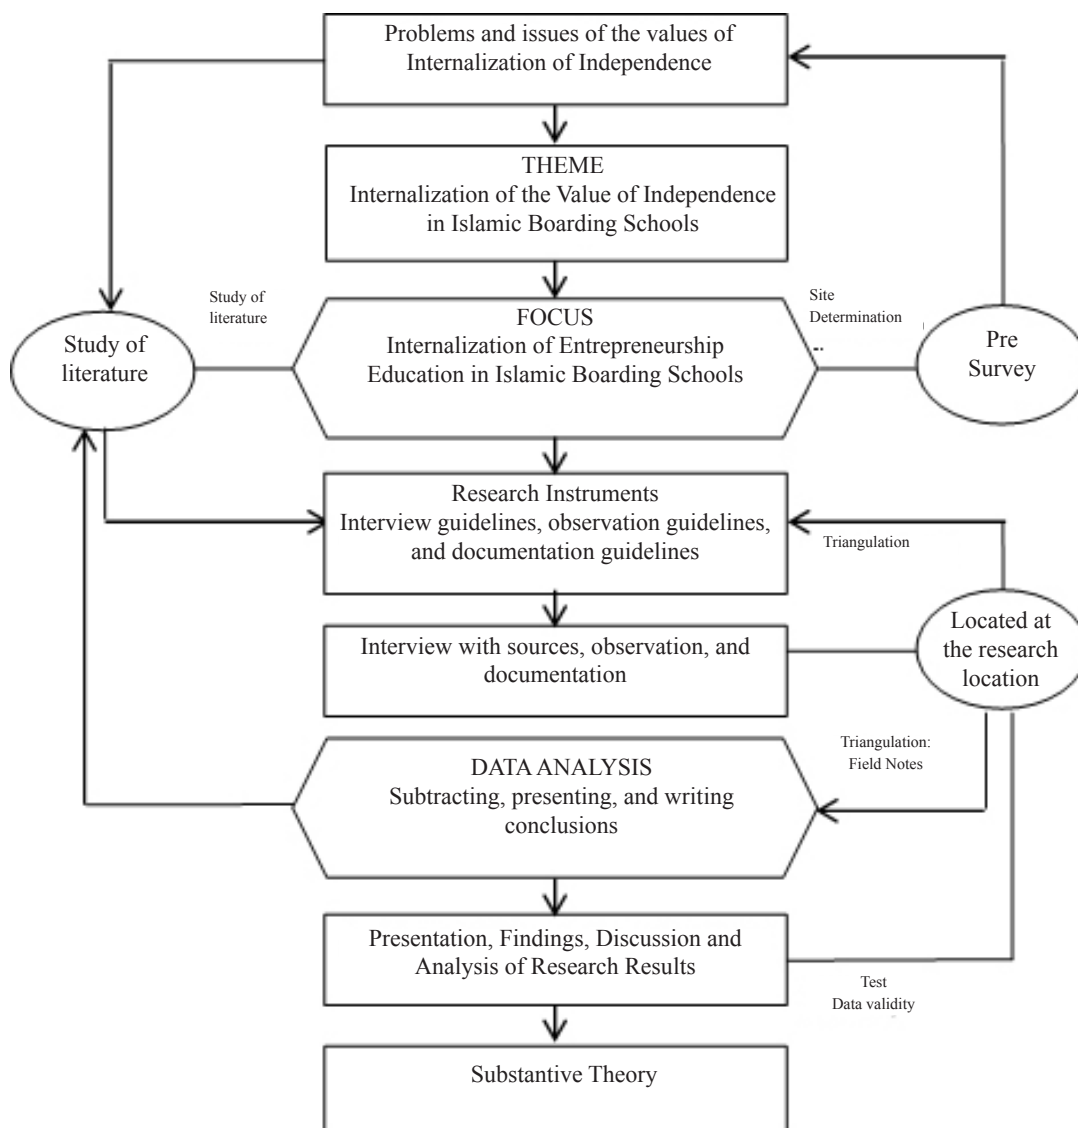 Problems and issues of the values of
Internalization of Independence
THEME
Internalization of the Value of Independence
in Islamic Boarding Schools
Study of
literature
Study of
literature
FOCUS
Internalization of Entrepreneurship
Education in Islamic Boarding Schools
Site
Determination
Pre
Survey
Research Instruments
Interview guidelines, observation guidelines,
and documentation guidelines
Triangulation
Interview with sources, observation, and
documentation
Located at
the research
location
Triangulation:
Field Notes
DATA ANALYSIS
Subtracting, presenting, and writing
conclusions
Presentation, Findings, Discussion and
Analysis of Research Results
Test
Data validity
Substantive Theory